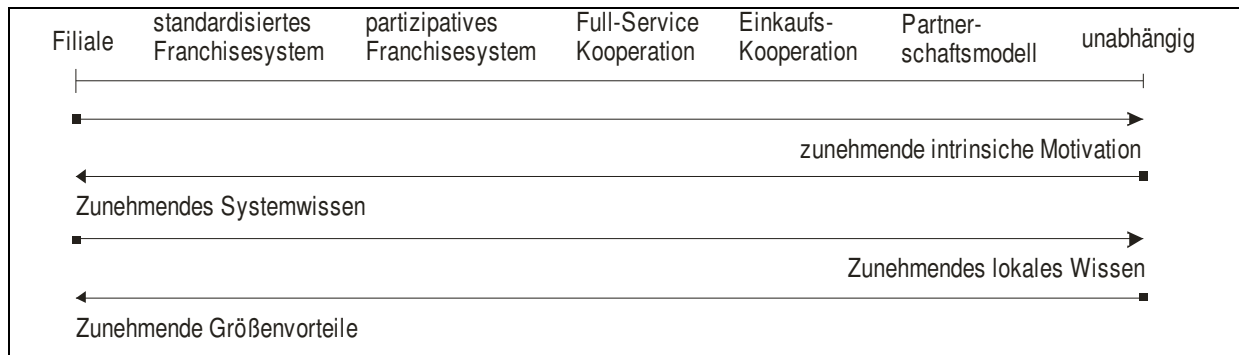 Filiale
standardisiertes
Franchisesystem
partizipatives
Franchisesystem
Full-Service
Kooperation
Einkaufs-
Kooperation
Partner-
schaftsmodell
unabhängig
zunehmende intrinsiche Motivation
Zunehmendes Systemwissen
Zunehmendes lokales Wissen
Zunehmende Größenvorteile